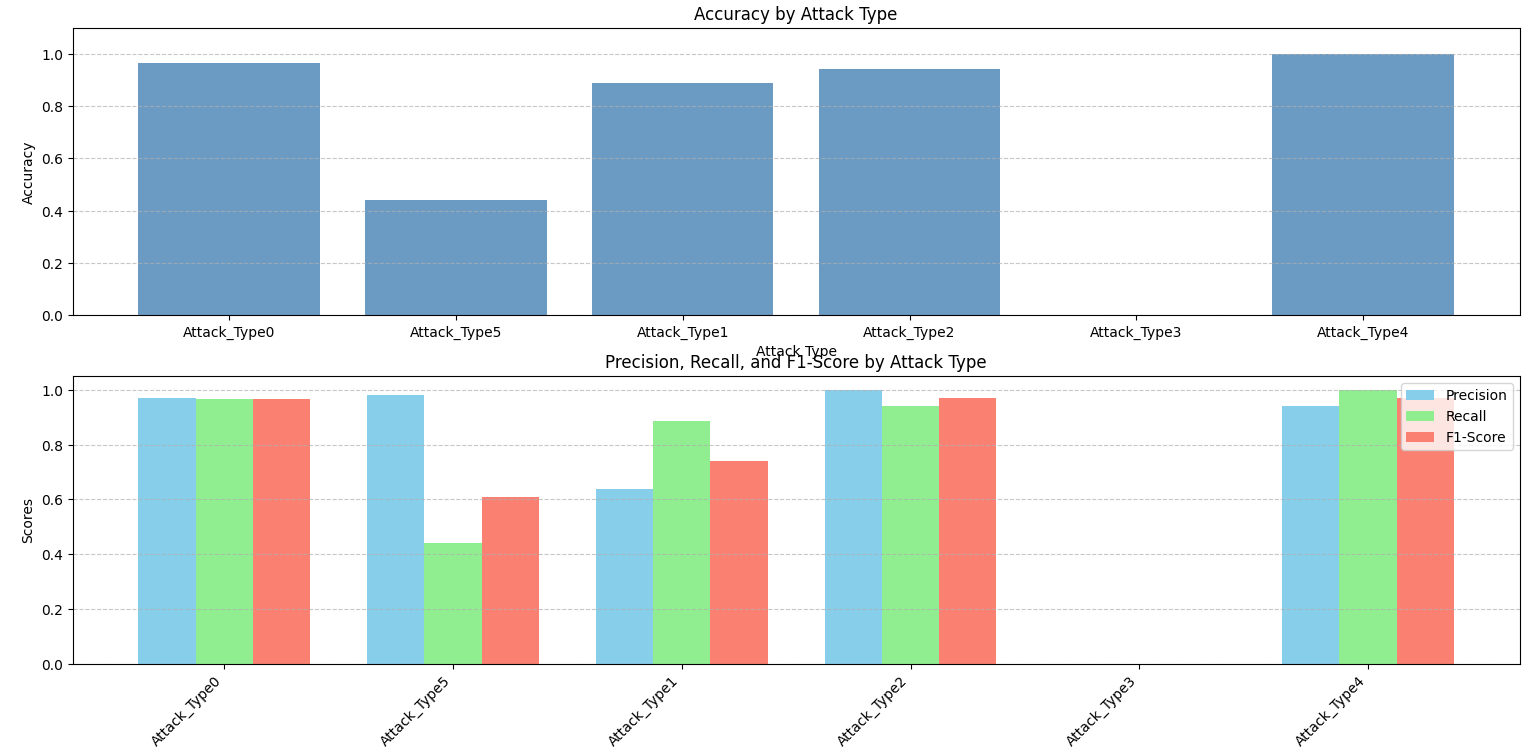 Accuracy by Attack Type
Accuracy
1.0
0.8
0.6
0.4
0.2
0.0
Attack_Type0 Attack_Type5 Attack_Type1 Attack_Type2 Attack_Type3 Attack_Type4
Attack Type
Precision, Recall, and F1-Score by Attack Type
Scores
1.0
0.8
0.6
0.4
0.2
0.0
Precision
Recall
F1-Score
Attack_Type0 Attack_Type5 Attack_Type1 Attack_Type2 Attack_Type3 Attack_Type4